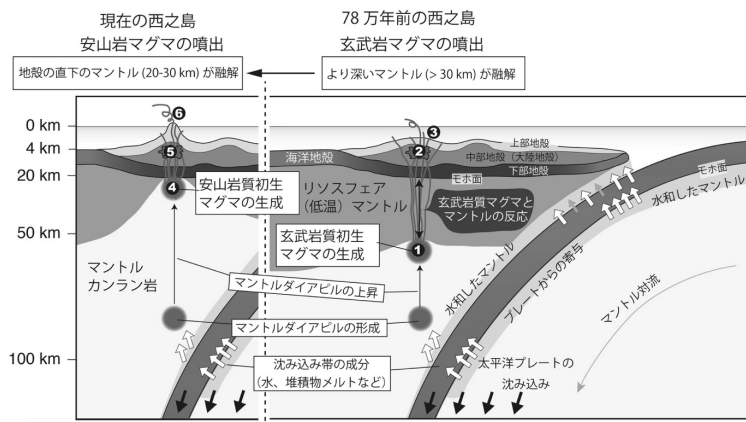 現在の西之島
安山岩マグマの噴出
78 万年前の西之島
玄武岩マグマの噴出
地殻の直下のマントル (20-30 km) が融解
より深いマントル (> 30 km) が融解
0 km
4 km
20 km
50 km
100 km
❻
❺
❹
❸
❷
❶
海洋地殻
上部地殻
中部地殻(大陸地殻)
下部地殻
モホ面
モホ面
安山岩質初生
マグマの生成
リソスフェア
(低温)マントル
玄武岩質マグマと
マントルの反応
玄武岩質初生
マグマの生成
水和したマントル
マントル
カンラン岩
マントルダイアピルの上昇
水和したマントル
プレートからの寄与
マントル対流
マントルダイアピルの形成
沈み込み帯の成分
(水、堆積物メルトなど)
太平洋プレートの
沈み込み